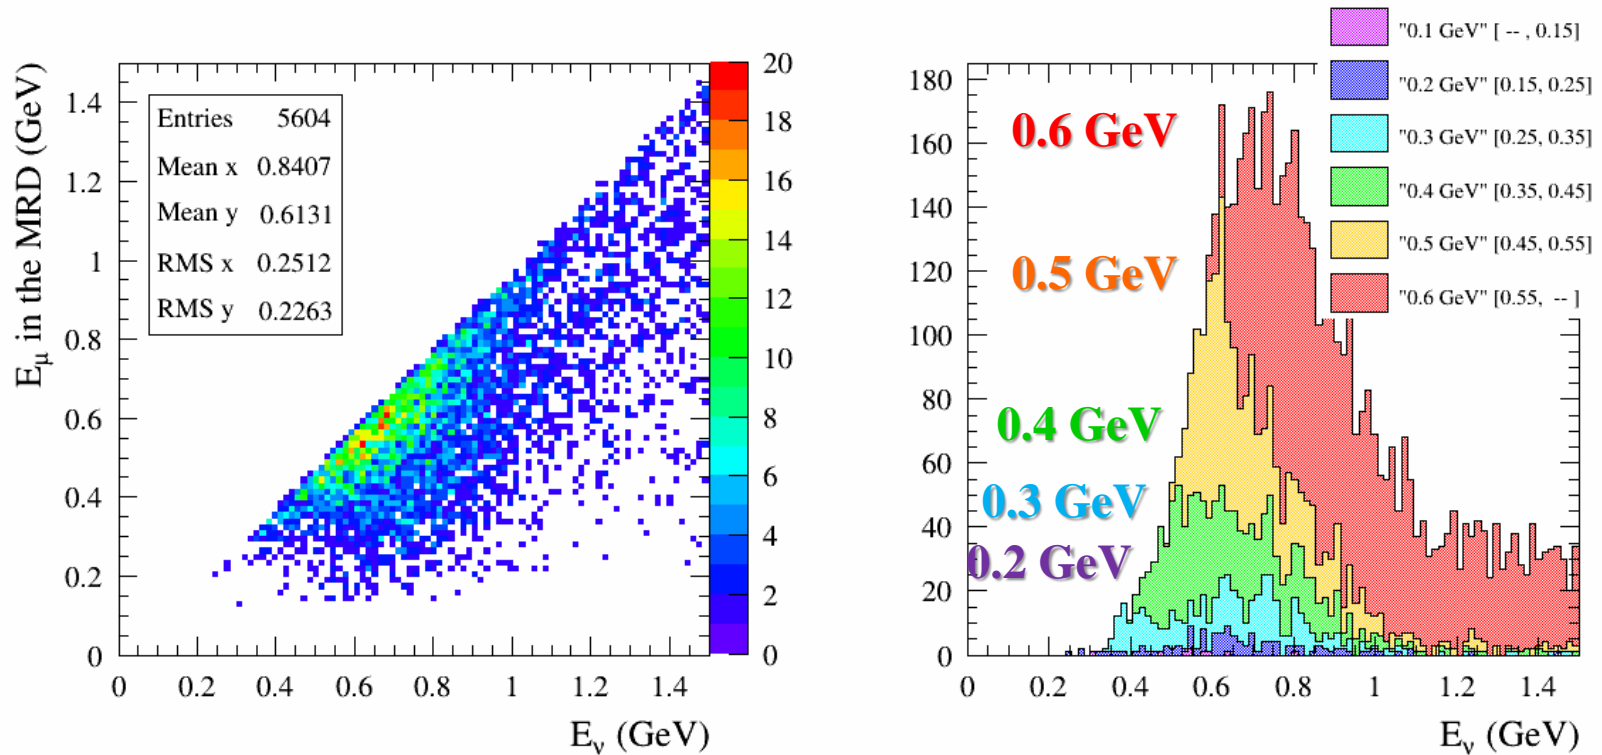 E_μ in the MRD (GeV)
Entries 5604
Mean x 0.8407
Mean y 0.6131
RMS x 0.2512
RMS y 0.2263
1.4
1.2
1
0.8
0.6
0.4
0.2
0
0 0.2 0.4 0.6 0.8 1 1.2 1.4
E_ν (GeV)
20
18
16
14
12
10
8
6
4
2
0
"0.1 GeV" [ -- , 0.15]
"0.2 GeV" [0.15, 0.25]
"0.3 GeV" [0.25, 0.35]
"0.4 GeV" [0.35, 0.45]
"0.5 GeV" [0.45, 0.55]
"0.6 GeV" [0.55, -- ]
0.6 GeV
0.5 GeV
0.4 GeV
0.3 GeV
0.2 GeV
180
160
140
120
100
80
60
40
20
0
0 0.2 0.4 0.6 0.8 1 1.2 1.4
E_ν (GeV)